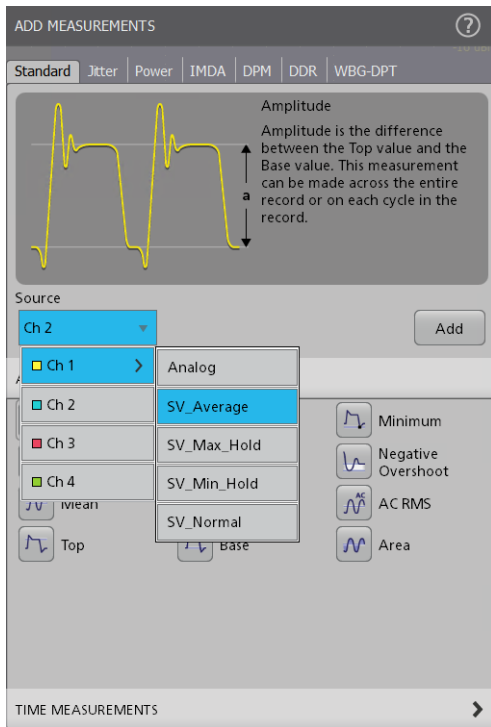 ADD MEASUREMENTS
?
Standard Jitter Power IMDA DPM DDR WBG-DPT
Amplitude
Amplitude is the difference
between the Top value and the
Base value. This measurement
can be made across the entire
record or on each cycle in the
record.
a
Source
Ch 2
Add
Ch 1
Ch 2
Ch 3
Ch 4
Analog
SV_Average
SV_Max_Hold
SV_Min_Hold
SV_Normal
Minimum
Negative
Overshoot
Mean
AC
AC RMS
Top
Base
Area
TIME MEASUREMENTS